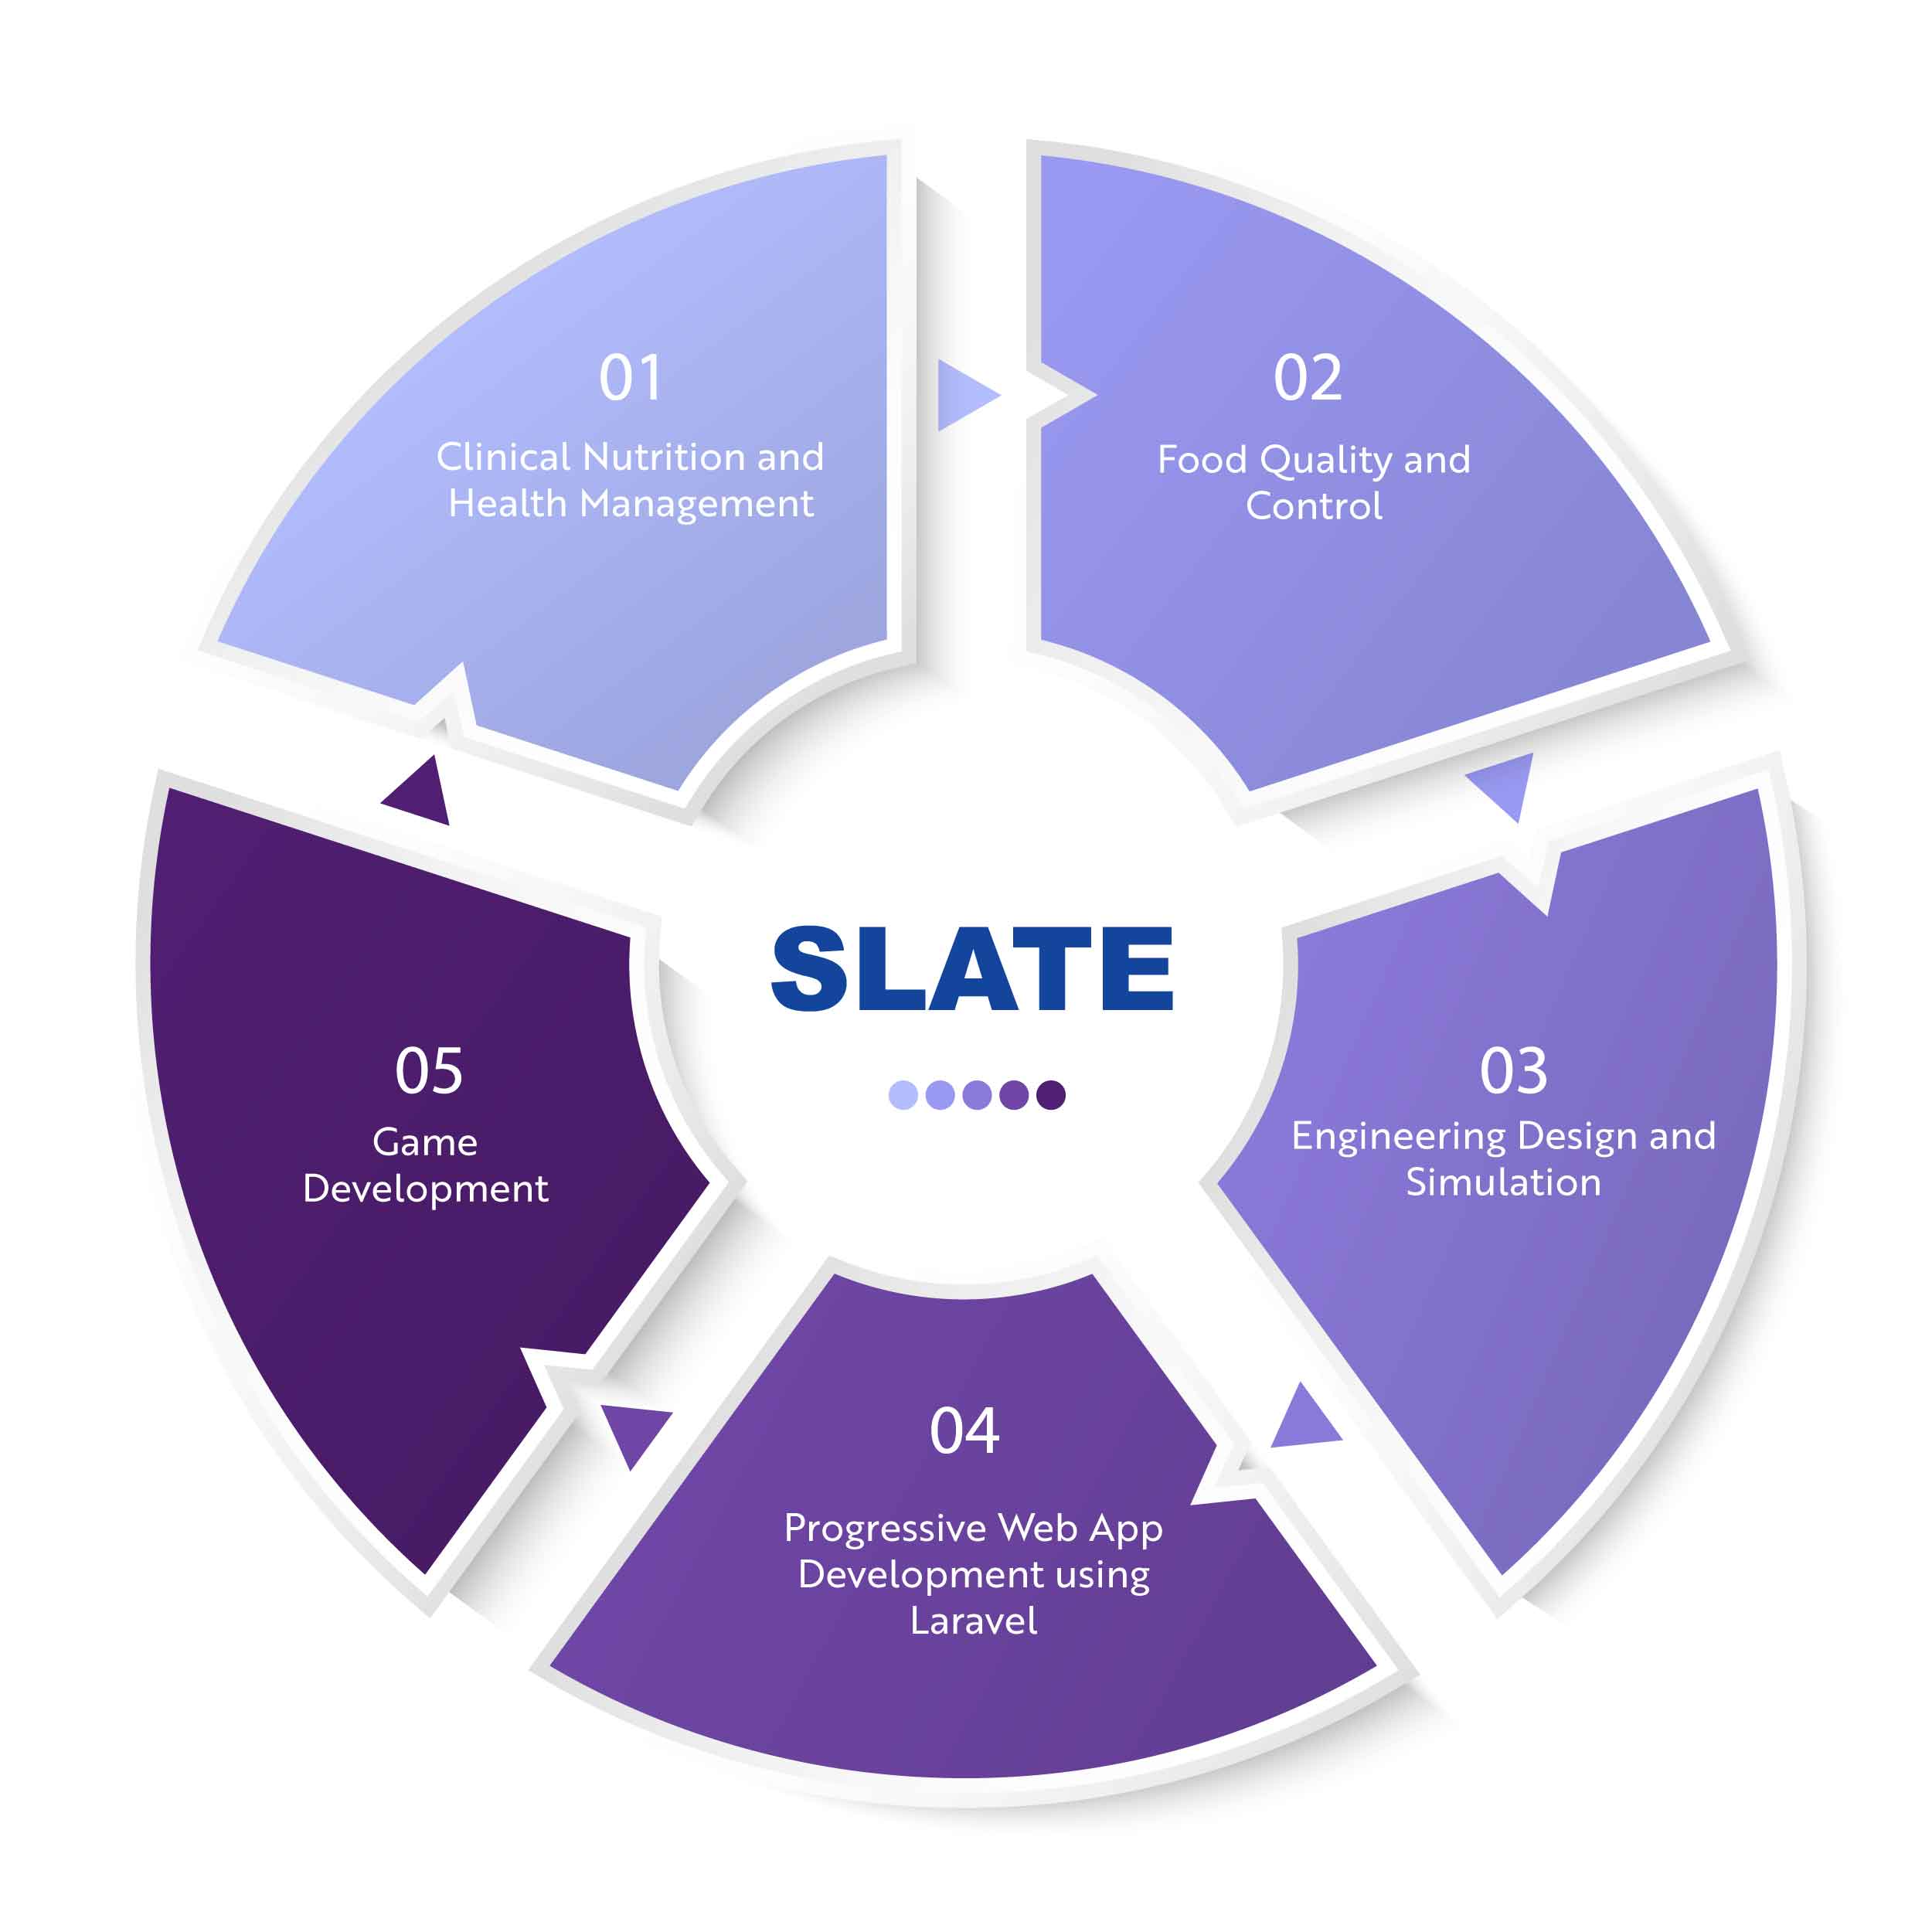 01
Clinical Nutrition and
Health Management
02
Food Quality and
Control
SLATE
03
Engineering Design and
Simulation
04
Progressive Web App
Development using
Laravel
05
Game
Development